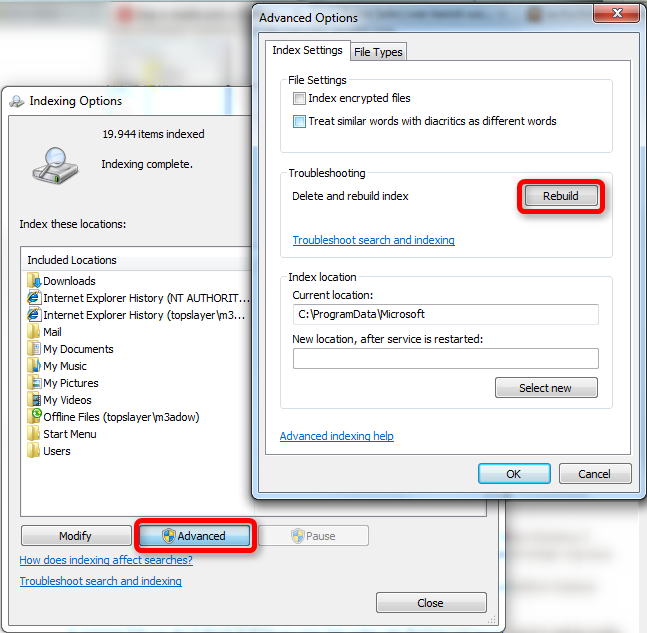 Indexing Options
19.944 items indexed
Indexing complete.
Index these locations:
Included Locations
Downloads
Internet Explorer History (NT AUTHORIT...
Internet Explorer History (topslayer\m3...
Mail
My Documents
My Music
My Pictures
My Videos
Offline Files (topslayer\m3adow)
Start Menu
Users
Modify
Advanced
Pause
How does indexing affect searches?
Troubleshoot search and indexing
Close
Advanced Options
Index Settings
File Types
File Settings
Index encrypted files
Treat similar words with diacritics as different words
Troubleshooting
Delete and rebuild index
Rebuild
Troubleshoot search and indexing
Index location
Current location:
C:\ProgramData\Microsoft
New location, after service is restarted:
Select new
Advanced indexing help
OK
Cancel